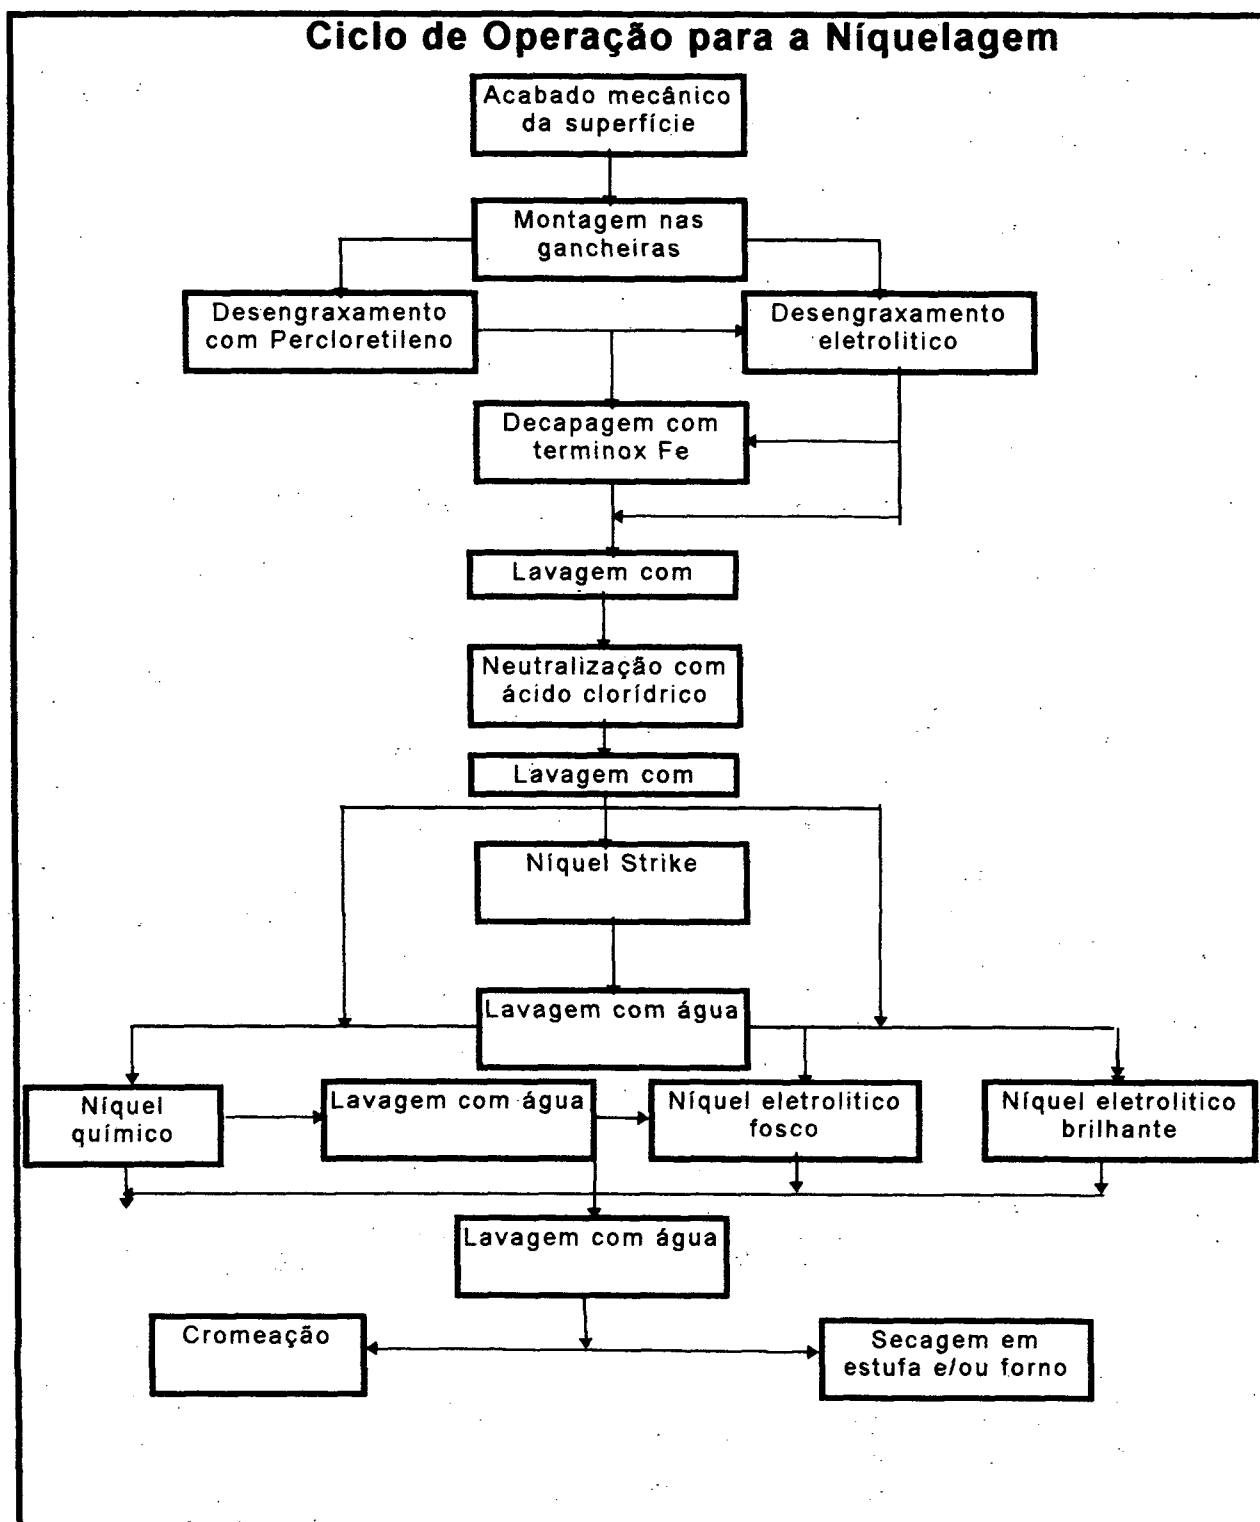 Ciclo de Operação para a Níquelagem
Acabado mecânico
da superfície
Montagem nas
gancheiras
Desengraxamento
com Percloretileno
Desengraxamento
eletrolitico
Decapagem com
terminox Fe
Lavagem com
Neutralização com
ácido clorídrico
Lavagem com
Níquel Strike
Lavagem com água
Níquel
químico
Lavagem com água
Níquel eletrolitico
fosco
Níquel eletrolitico
brilhante
Lavagem com água
Cromeação
Secagem em
estufa e/ou forno